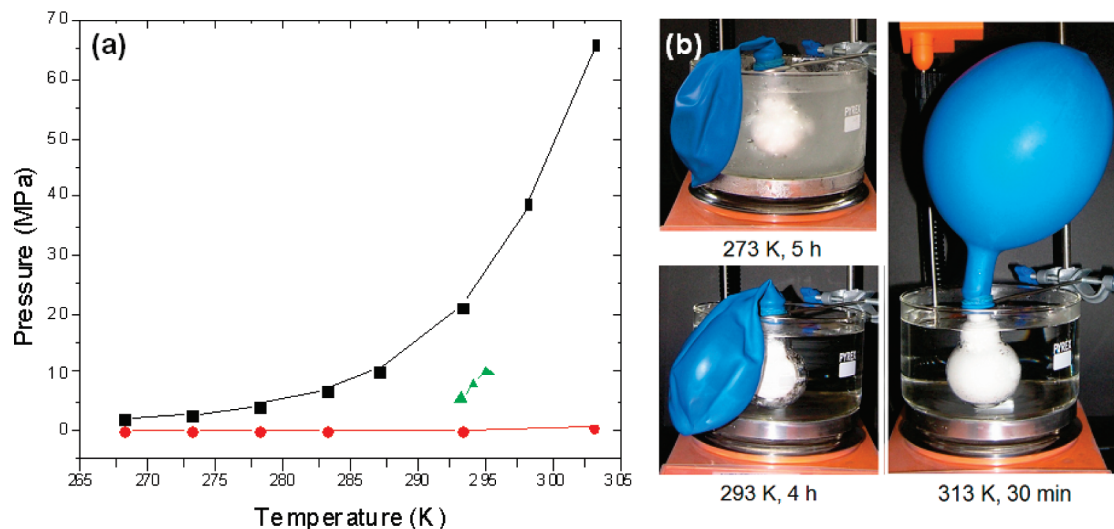 (a)
70
60
50
40
30
20
10
0
Pressure (MPa)
265 270 275 280 285 290 295 300 305
Temperature (K)
(b)
PYREX
273 K, 5 h
PYREX
293 K, 4 h
PYREX
313 K, 30 min